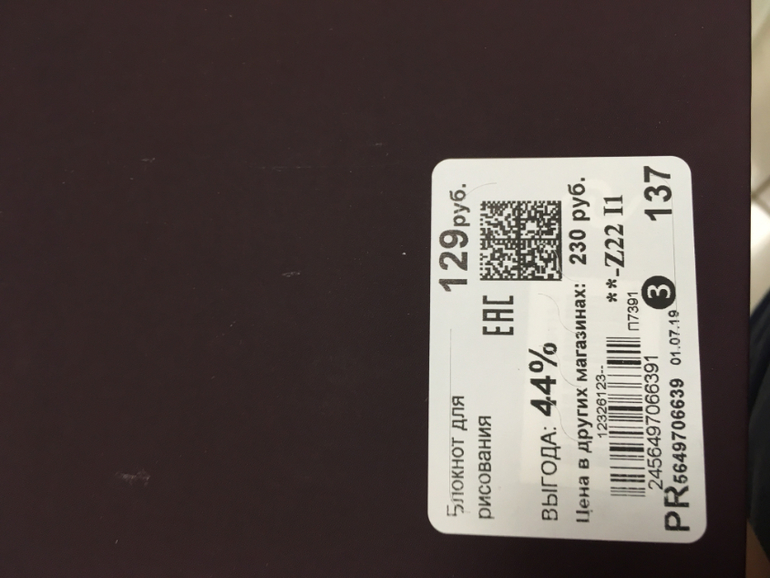 Блокнот для 129руб.
рисования
ЕАС
ВЫГОДА: 44%
Цена в других магазинах: 230 руб.
12326123--
**-Z22 I1
П7391
2456497066391
PR5649706639 01.07.19 3 137